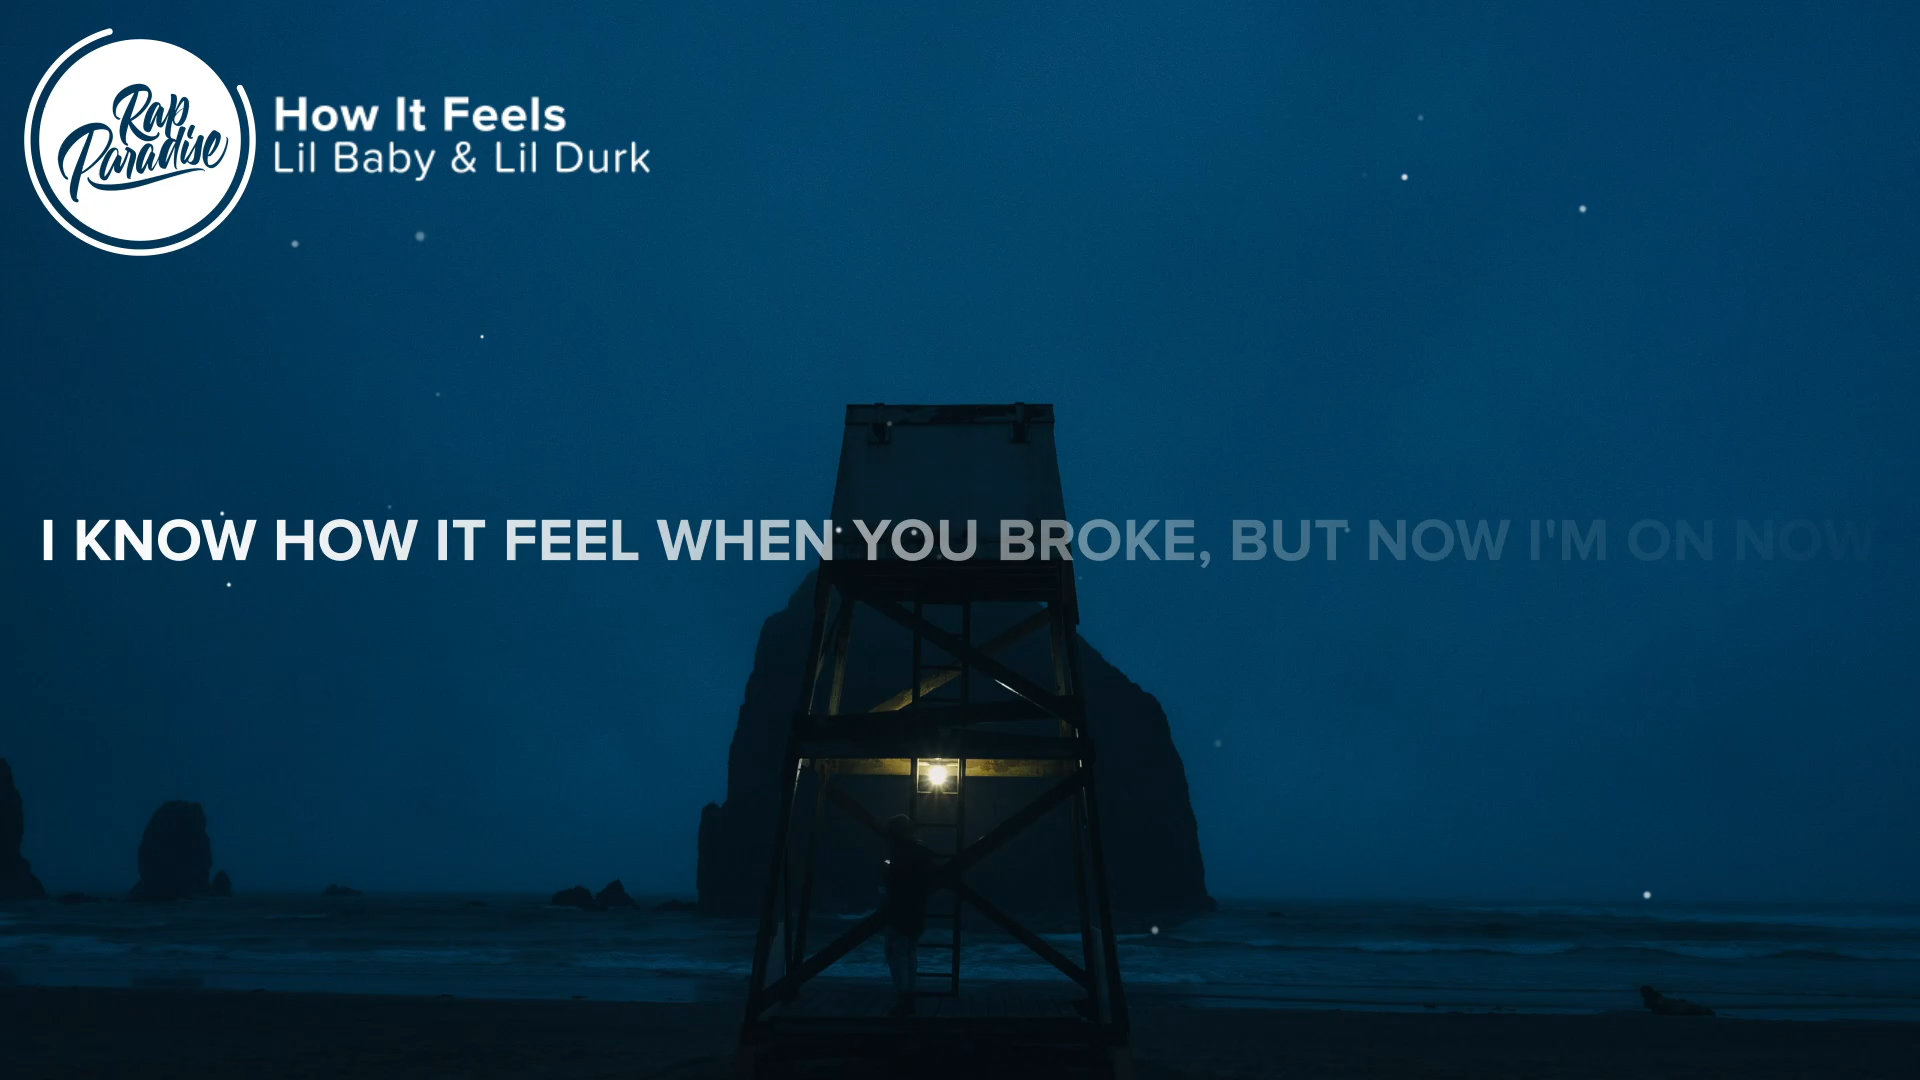 Rap
Paradise
How It Feels
Lil Baby & Lil Durk
I KNOW HOW IT FEEL WHEN YOU BROKE, BUT NOW I'M ON NOW